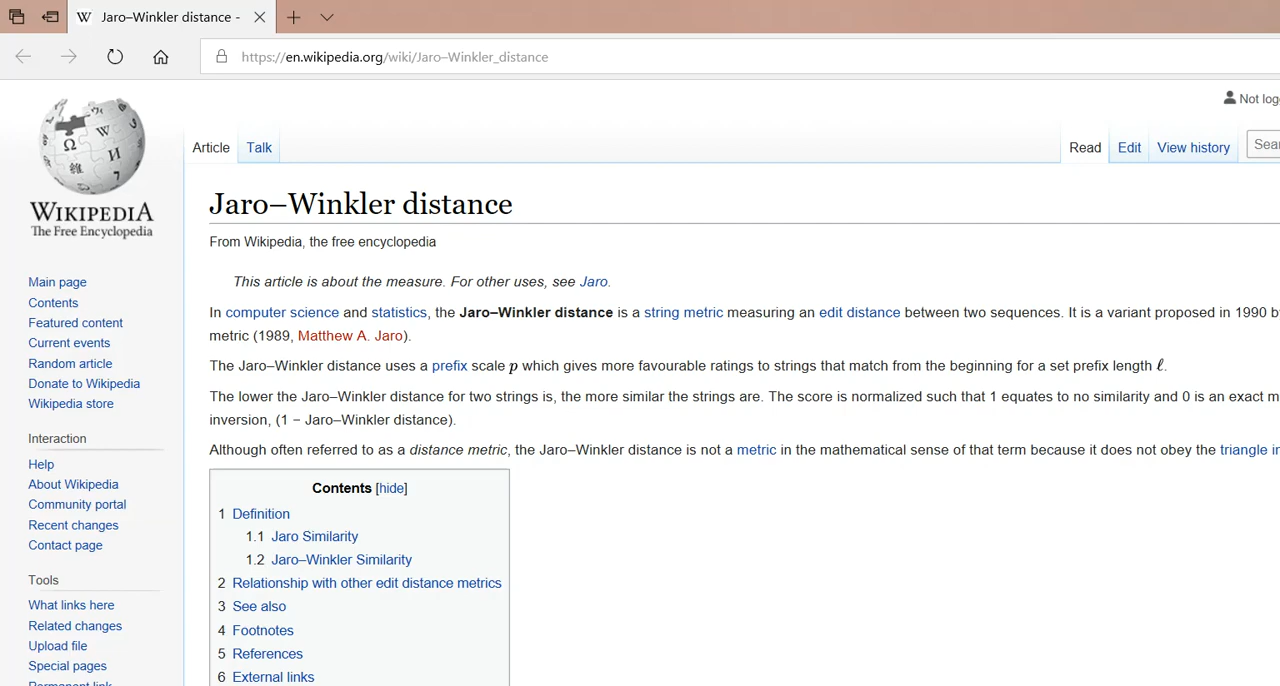 Jaro–Winkler distance -
https://en.wikipedia.org/wiki/Jaro–Winkler_distance
Not log
WIKIPEDIA
The Free Encyclopedia
Article Talk Read Edit View history Sear
Jaro–Winkler distance
From Wikipedia, the free encyclopedia
This article is about the measure. For other uses, see Jaro.
In computer science and statistics, the Jaro–Winkler distance is a string metric measuring an edit distance between two sequences. It is a variant proposed in 1990 b
metric (1989, Matthew A. Jaro).
The Jaro–Winkler distance uses a prefix scale p which gives more favourable ratings to strings that match from the beginning for a set prefix length ℓ.
The lower the Jaro–Winkler distance for two strings is, the more similar the strings are. The score is normalized such that 1 equates to no similarity and 0 is an exact m
inversion, (1 − Jaro–Winkler distance).
Although often referred to as a distance metric, the Jaro–Winkler distance is not a metric in the mathematical sense of that term because it does not obey the triangle in
Contents [hide]
1 Definition
1.1 Jaro Similarity
1.2 Jaro–Winkler Similarity
2 Relationship with other edit distance metrics
3 See also
4 Footnotes
5 References
6 External links
Main page
Contents
Featured content
Current events
Random article
Donate to Wikipedia
Wikipedia store
Interaction
Help
About Wikipedia
Community portal
Recent changes
Contact page
Tools
What links here
Related changes
Upload file
Special pages
Permanent link